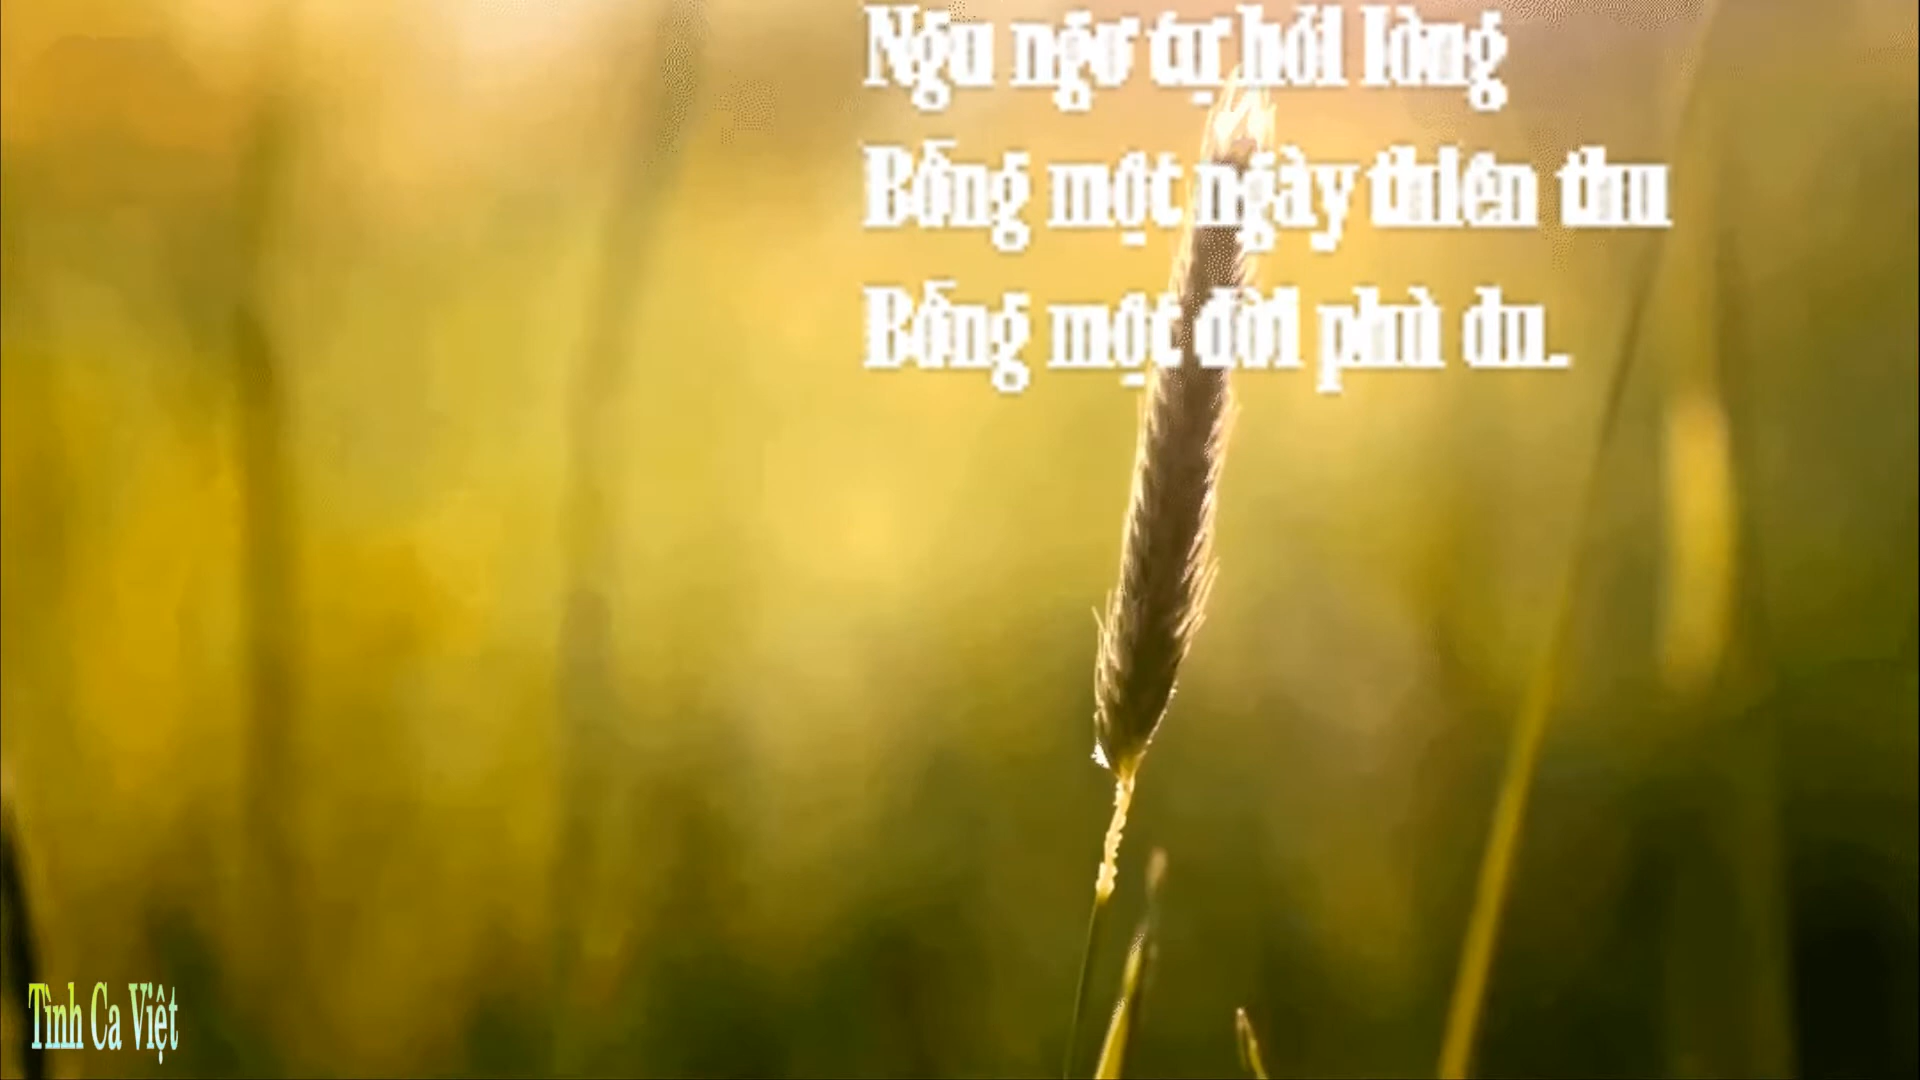 Ngu ngơ tự hỏi lòng
Bỗng một ngày thiên thu
Bỗng một đời phù du.
Tình Ca Việt